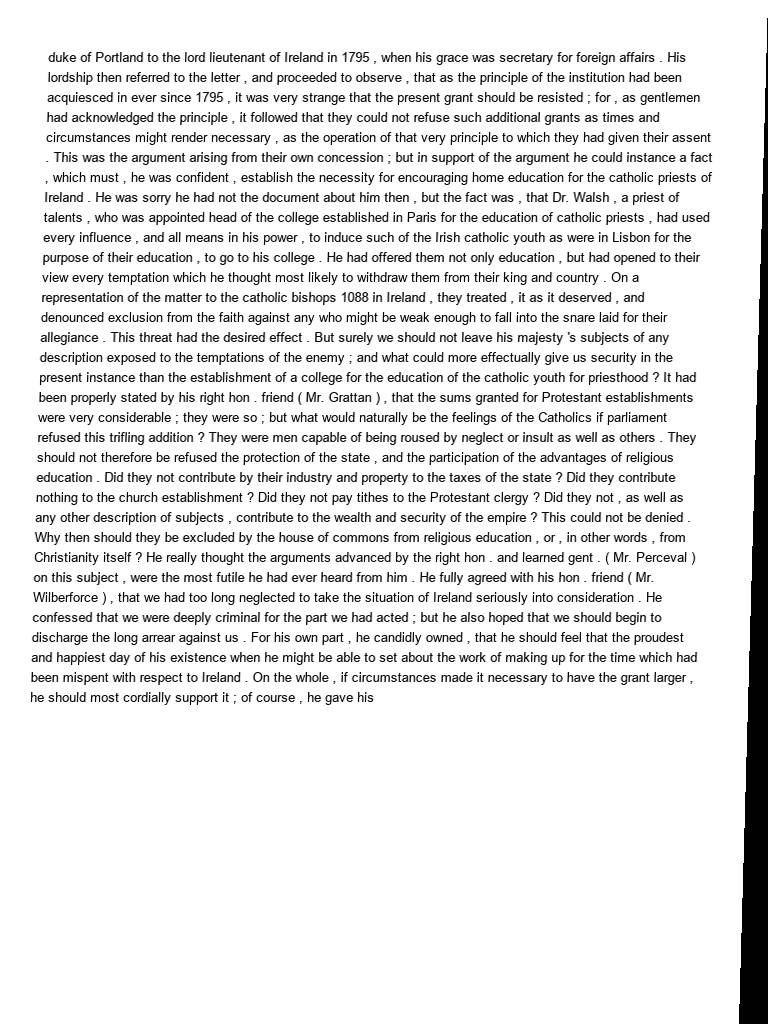 duke of Portland to the lord lieutenant of Ireland in 1795 , when his grace was secretary for foreign affairs . His
lordship then referred to the letter , and proceeded to observe , that as the principle of the institution had been
acquiesced in ever since 1795 , it was very strange that the present grant should be resisted ; for , as gentlemen
had acknowledged the principle , it followed that they could not refuse such additional grants as times and
circumstances might render necessary , as the operation of that very principle to which they had given their assent
. This was the argument arising from their own concession ; but in support of the argument he could instance a fact
, which must , he was confident , establish the necessity for encouraging home education for the catholic priests of
Ireland . He was sorry he had not the document about him then , but the fact was , that Dr. Walsh , a priest of
talents , who was appointed head of the college established in Paris for the education of catholic priests , had used
every influence , and all means in his power , to induce such of the Irish catholic youth as were in Lisbon for the
purpose of their education , to go to his college . He had offered them not only education , but had opened to their
view every temptation which he thought most likely to withdraw them from their king and country . On a
representation of the matter to the catholic bishops 1088 in Ireland , they treated , it as it deserved , and
denounced exclusion from the faith against any who might be weak enough to fall into the snare laid for their
allegiance . This threat had the desired effect . But surely we should not leave his majesty 's subjects of any
description exposed to the temptations of the enemy ; and what could more effectually give us security in the
present instance than the establishment of a college for the education of the catholic youth for priesthood ? It had
been properly stated by his right hon . friend ( Mr. Grattan ) , that the sums granted for Protestant establishments
were very considerable ; they were so ; but what would naturally be the feelings of the Catholics if parliament
refused this trifling addition ? They were men capable of being roused by neglect or insult as well as others . They
should not therefore be refused the protection of the state , and the participation of the advantages of religious
education . Did they not contribute by their industry and property to the taxes of the state ? Did they contribute
nothing to the church establishment ? Did they not pay tithes to the Protestant clergy ? Did they not , as well as
any other description of subjects , contribute to the wealth and security of the empire ? This could not be denied .
Why then should they be excluded by the house of commons from religious education , or , in other words , from
Christianity itself ? He really thought the arguments advanced by the right hon . and learned gent . ( Mr. Perceval )
on this subject , were the most futile he had ever heard from him . He fully agreed with his hon . friend ( Mr.
Wilberforce ) , that we had too long neglected to take the situation of Ireland seriously into consideration . He
confessed that we were deeply criminal for the part we had acted ; but he also hoped that we should begin to
discharge the long arrear against us . For his own part , he candidly owned , that he should feel that the proudest
and happiest day of his existence when he might be able to set about the work of making up for the time which had
been mispent with respect to Ireland . On the whole , if circumstances made it necessary to have the grant larger ,
he should most cordially support it ; of course , he gave his